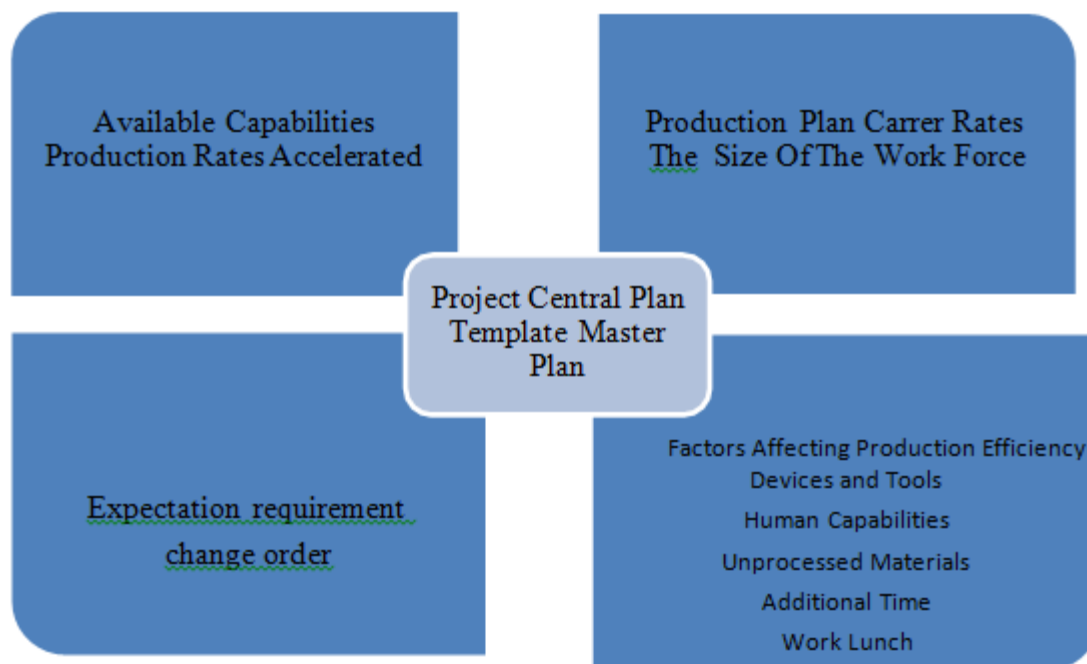 Available Capabilities
Production Rates Accelerated
Production Plan Carrer Rates
The Size Of The Work Force
Project Central Plan
Template Master
Plan
Expectation requirement
change order
Factors Affecting Production Efficiency
Devices and Tools
Human Capabilities
Unprocessed Materials
Additional Time
Work Lunch